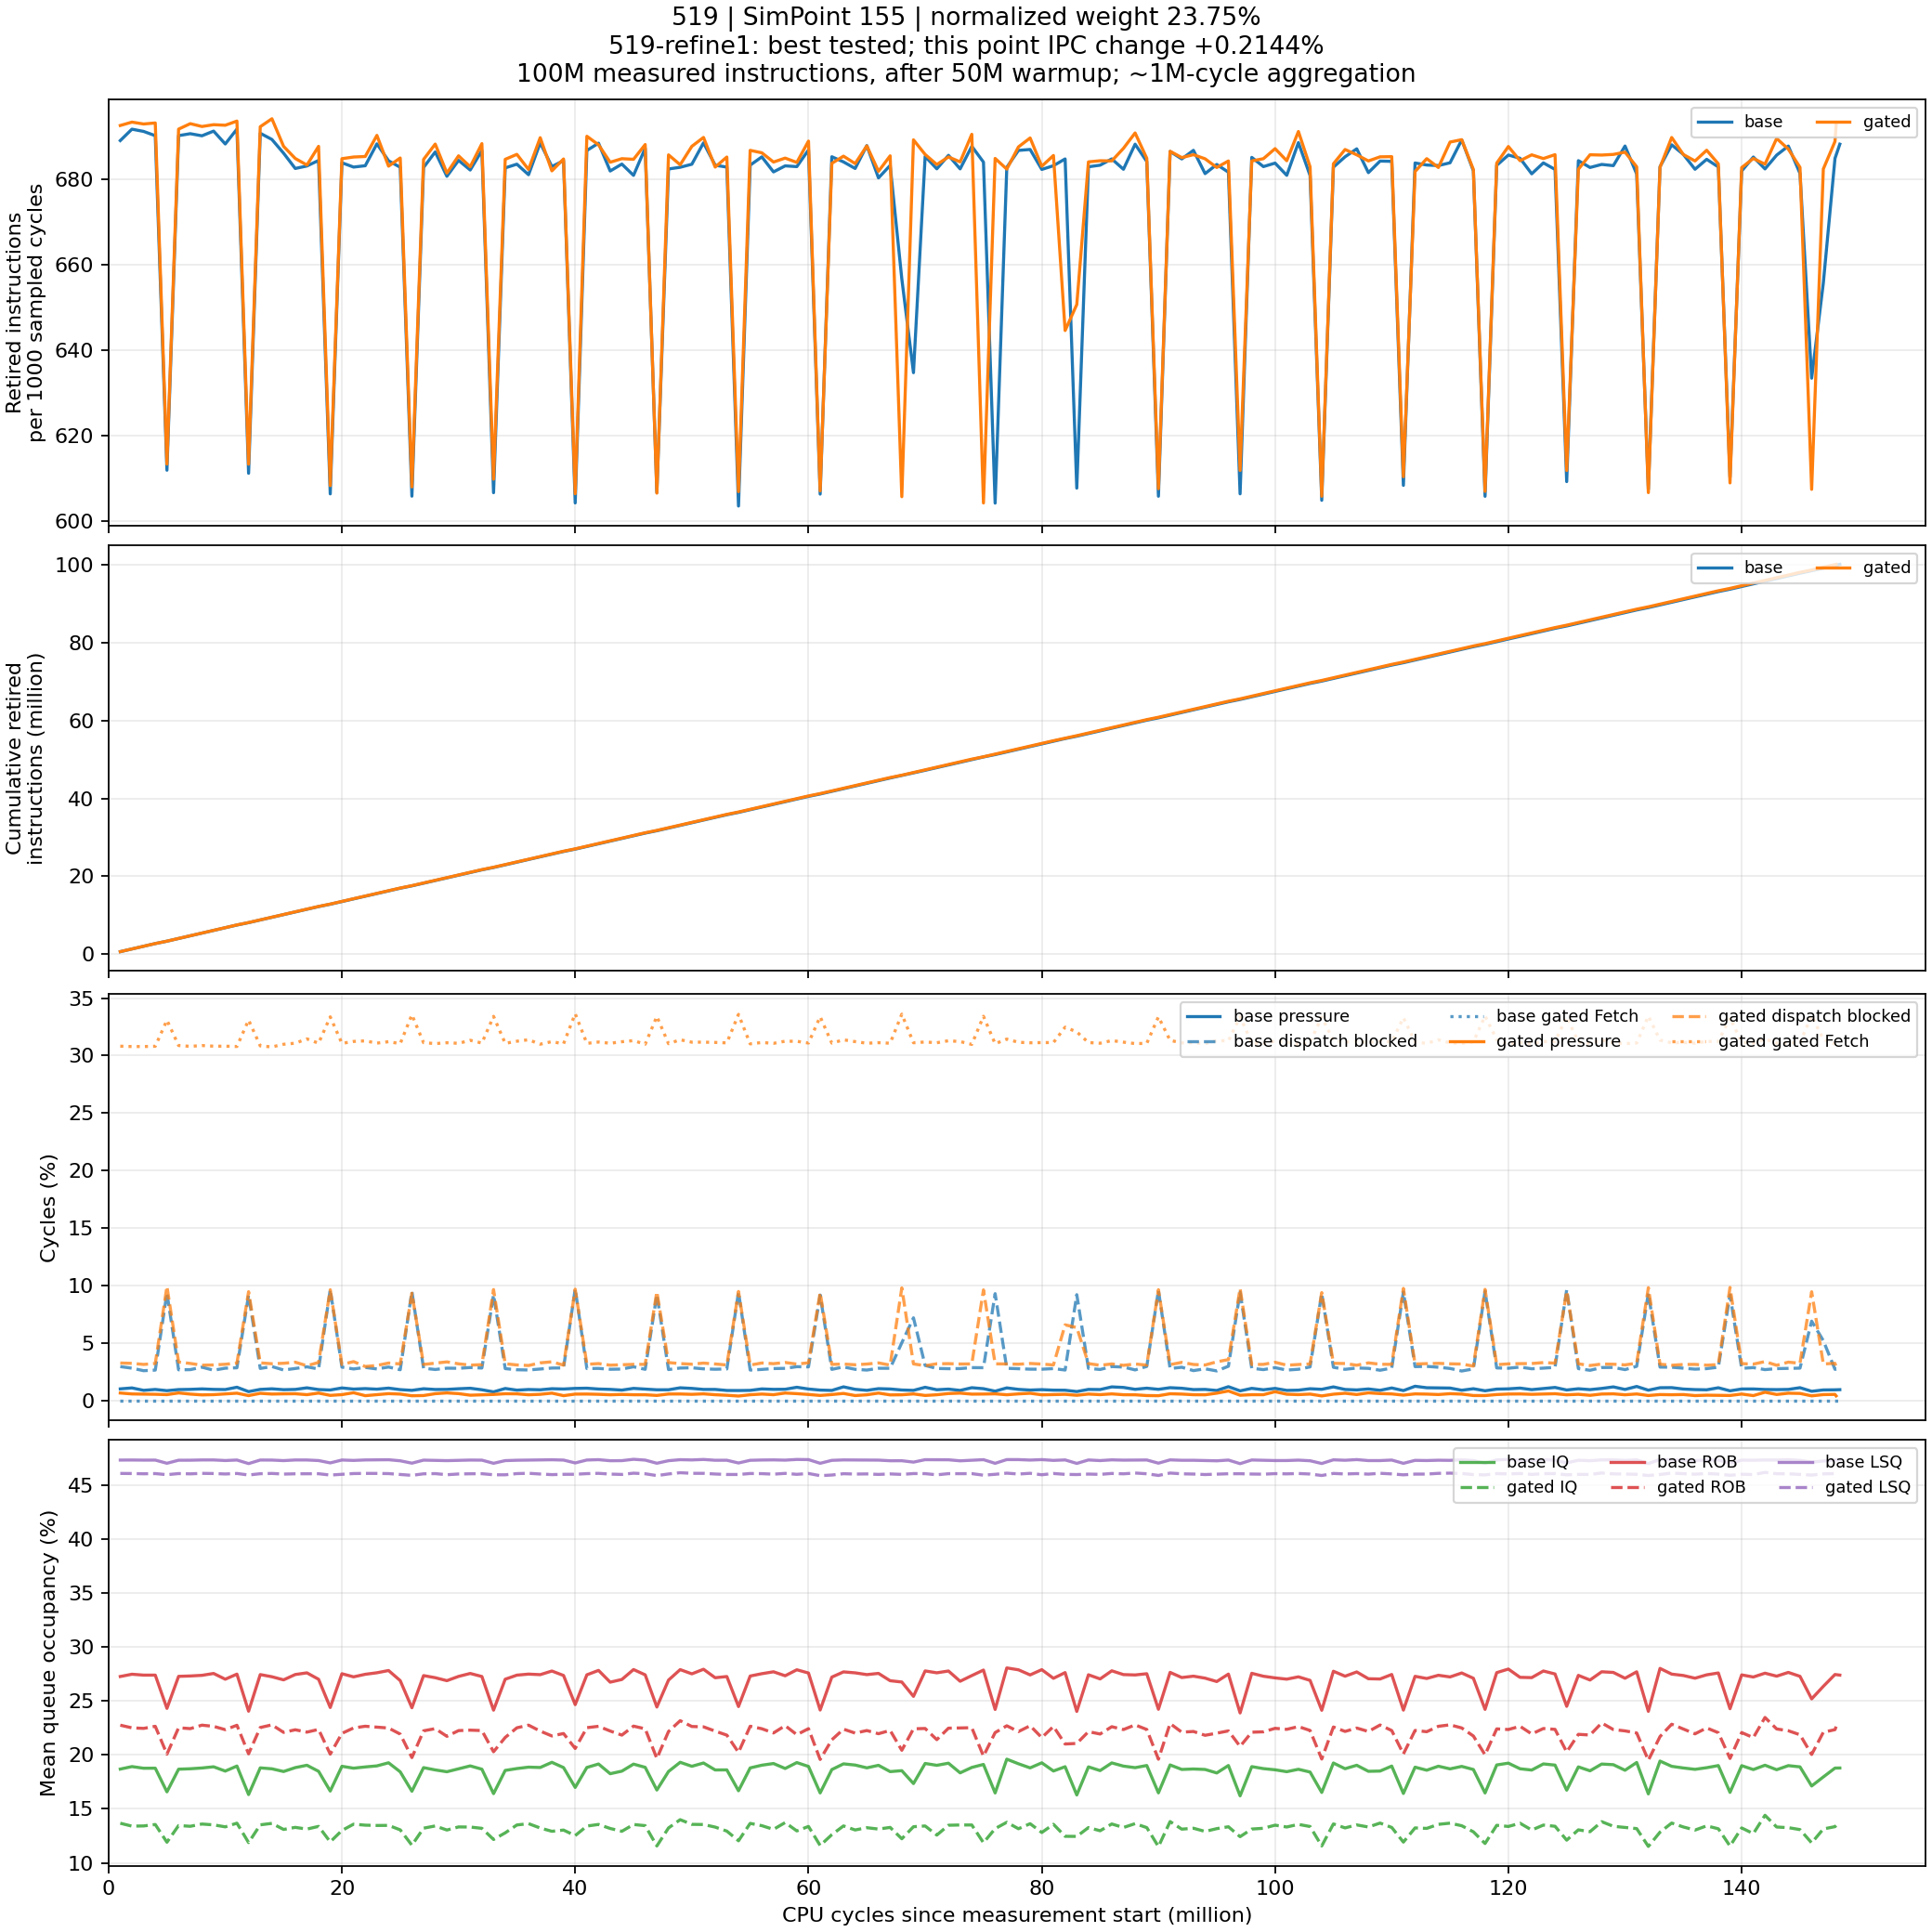 519 | SimPoint 155 | normalized weight 23.75%
519-refine1: best tested; this point IPC change +0.2144%
100M measured instructions, after 50M warmup; ~1M-cycle aggregation
base
gated
Retired instructions
per 1000 sampled cycles
680
660
640
620
600
base
gated
Cumulative retired
instructions (million)
100
80
60
40
20
0
base pressure
base gated Fetch
gated dispatch blocked
base dispatch blocked
gated pressure
gated gated Fetch
Cycles (%)
35
30
25
20
15
10
5
0
base IQ
base ROB
base LSQ
gated IQ
gated ROB
gated LSQ
Mean queue occupancy (%)
45
40
35
30
25
20
15
10
0
20
40
60
80
100
120
140
CPU cycles since measurement start (million)